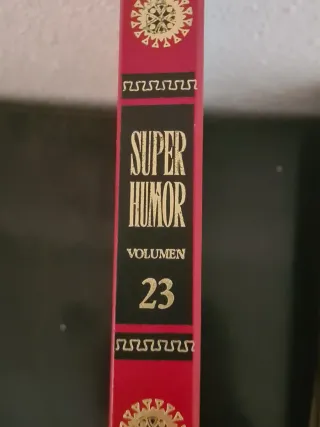 SUPER
HUMOR
VOLUMEN
23